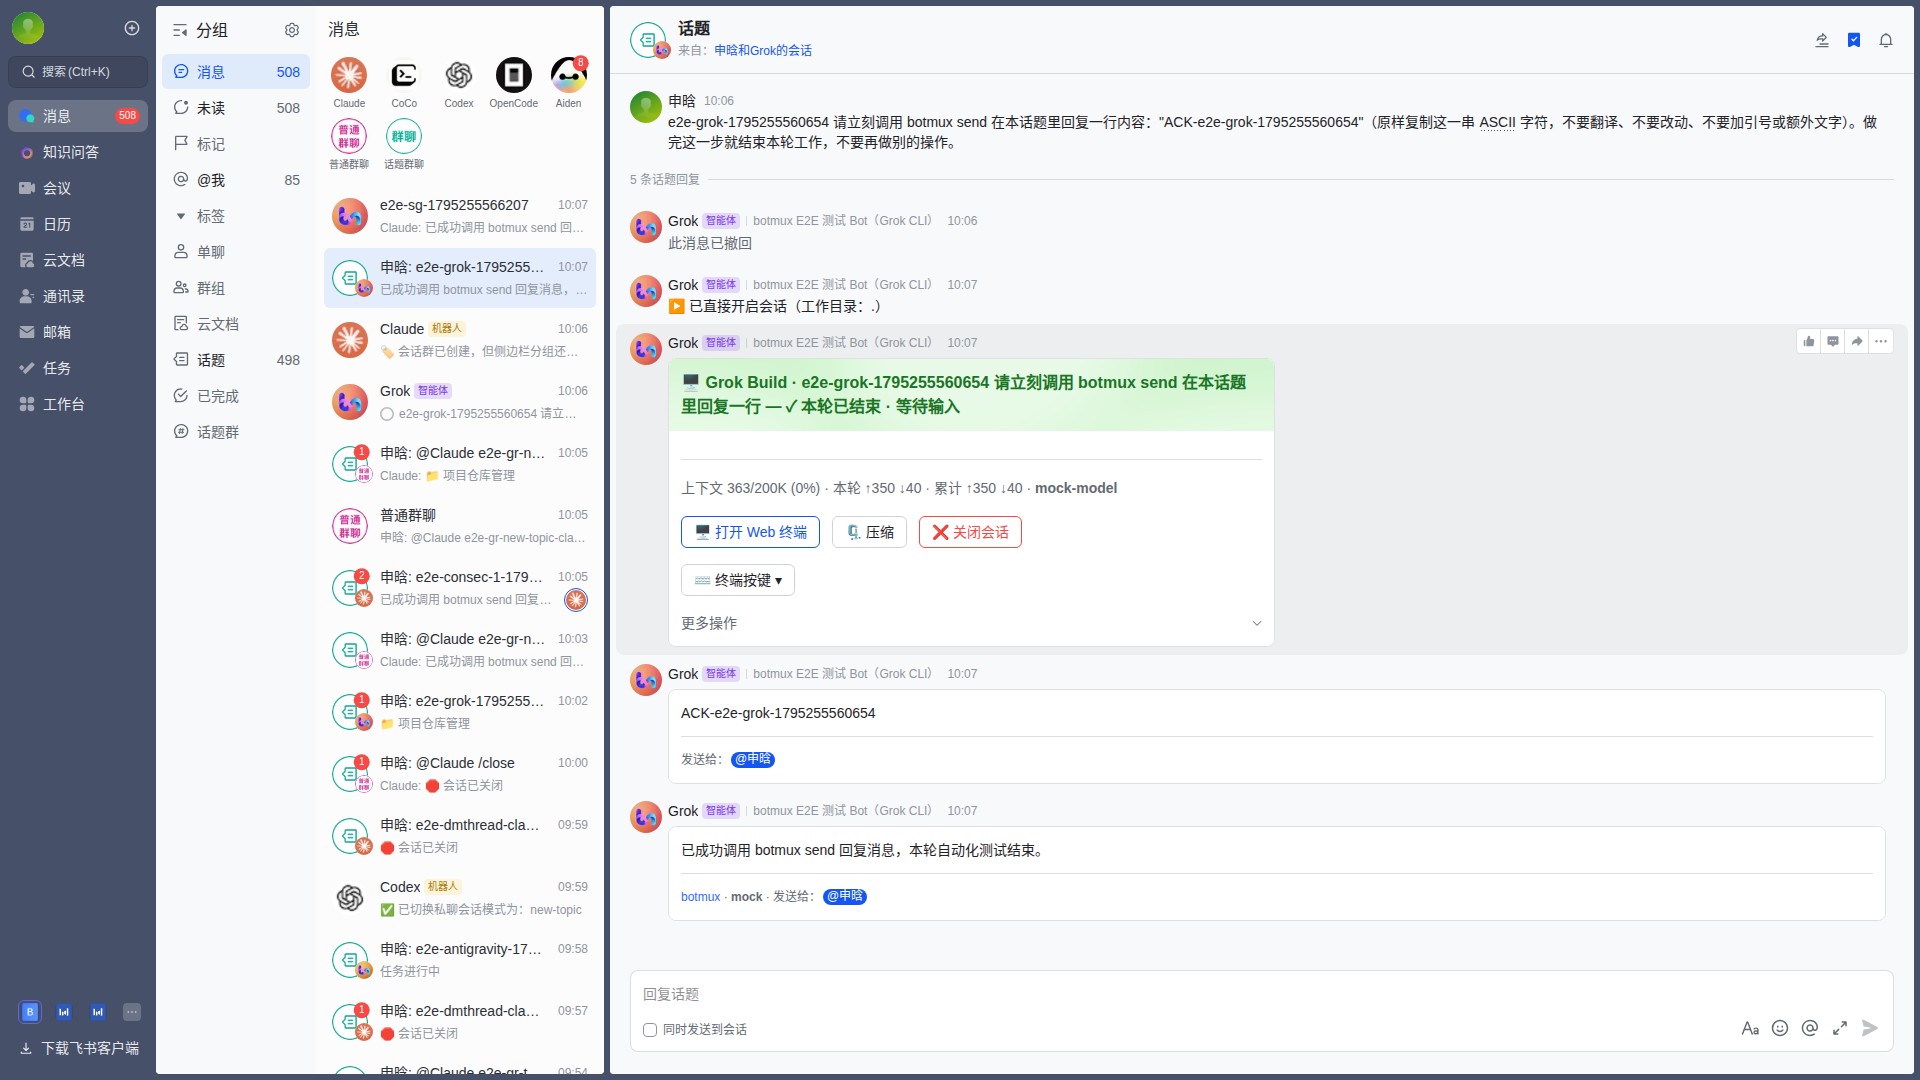 搜索 (Ctrl+K)
消息 508
知识问答
会议
日历
云文档
通讯录
邮箱
任务
工作台
下载飞书客户端
分组
消息 508
未读 508
标记
@我 85
标签
单聊
群组
云文档
话题 498
已完成
话题群
消息
Claude CoCo Codex OpenCode Aiden 8
普通群聊 话题群聊
e2e-sg-1795255566207 10:07
Claude: 已成功调用 botmux send 回…
申晗: e2e-grok-1795255… 10:07
已成功调用 botmux send 回复消息，…
Claude 机器人 10:06
🏷️ 会话群已创建，但侧边栏分组还…
Grok 智能体 10:06
e2e-grok-1795255560654 请立…
申晗: @Claude e2e-gr-n… 10:05
1
Claude: 📁 项目仓库管理
普通群聊 10:05
申晗: @Claude e2e-gr-new-topic-cla…
申晗: e2e-consec-1-179… 10:05
2
已成功调用 botmux send 回复…
申晗: @Claude e2e-gr-n… 10:03
Claude: 已成功调用 botmux send 回…
申晗: e2e-grok-1795255… 10:02
1
📁 项目仓库管理
申晗: @Claude /close 10:00
1
Claude: 🛑 会话已关闭
申晗: e2e-dmthread-cla… 09:59
🛑 会话已关闭
Codex 机器人 09:59
✅ 已切换私聊会话模式为：new-topic
申晗: e2e-antigravity-17… 09:58
任务进行中
申晗: e2e-dmthread-cla… 09:57
1
🛑 会话已关闭
申晗: @Claude e2e-gr-t… 09:54
话题
来自：申晗和Grok的会话
申晗 10:06
e2e-grok-1795255560654 请立刻调用 botmux send 在本话题里回复一行内容："ACK-e2e-grok-1795255560654"（原样复制这一串 ASCII 字符，不要翻译、不要改动、不要加引号或额外文字）。做
完这一步就结束本轮工作，不要再做别的操作。
5 条话题回复
Grok 智能体 botmux E2E 测试 Bot（Grok CLI） 10:06
此消息已撤回
Grok 智能体 botmux E2E 测试 Bot（Grok CLI） 10:07
▶️ 已直接开启会话（工作目录：.）
Grok 智能体 botmux E2E 测试 Bot（Grok CLI） 10:07
🖥️ Grok Build · e2e-grok-1795255560654 请立刻调用 botmux send 在本话题
里回复一行 — ✓ 本轮已结束 · 等待输入
上下文 363/200K (0%) · 本轮 ↑350 ↓40 · 累计 ↑350 ↓40 · mock-model
🖥️ 打开 Web 终端 🗜️ 压缩 ❌ 关闭会话
⌨️ 终端按键 ▾
更多操作
Grok 智能体 botmux E2E 测试 Bot（Grok CLI） 10:07
ACK-e2e-grok-1795255560654
发送给：@申晗
Grok 智能体 botmux E2E 测试 Bot（Grok CLI） 10:07
已成功调用 botmux send 回复消息，本轮自动化测试结束。
botmux · mock · 发送给：@申晗
回复话题
同时发送到会话